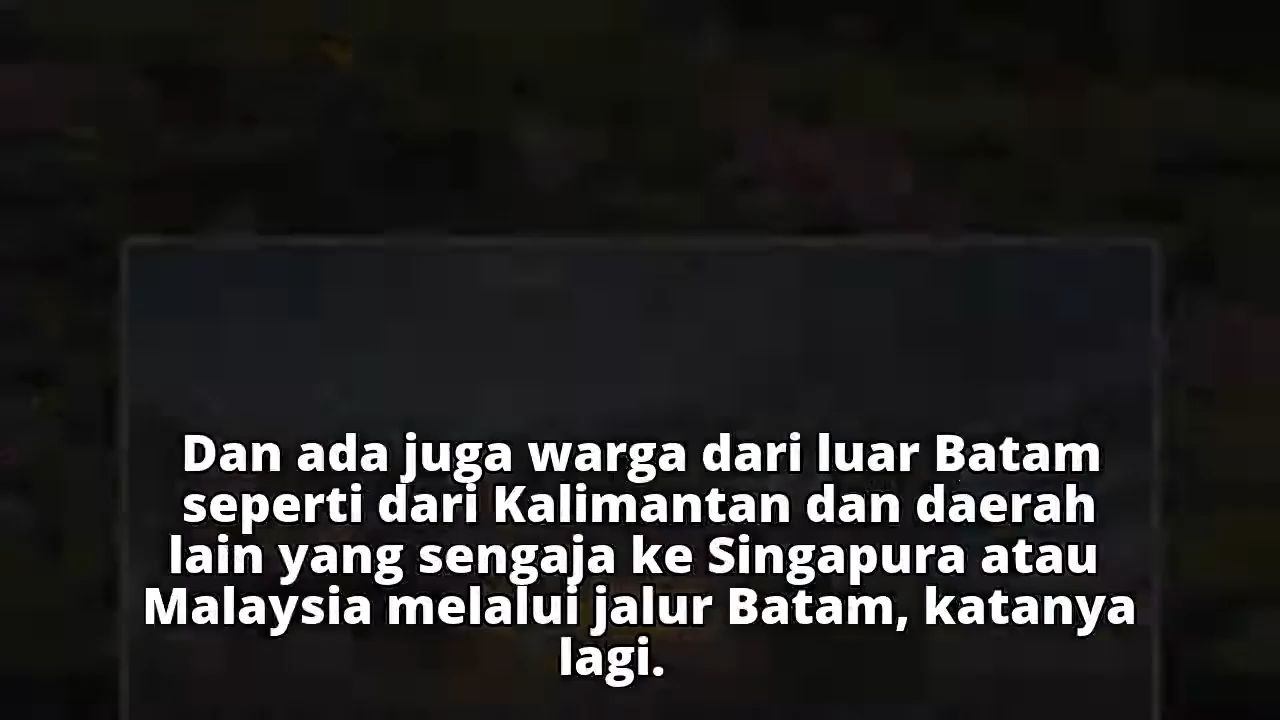 Dan ada juga warga dari luar Batam
seperti dari Kalimantan dan daerah
lain yang sengaja ke Singapura atau
Malaysia melalui jalur Batam, katanya
lagi.